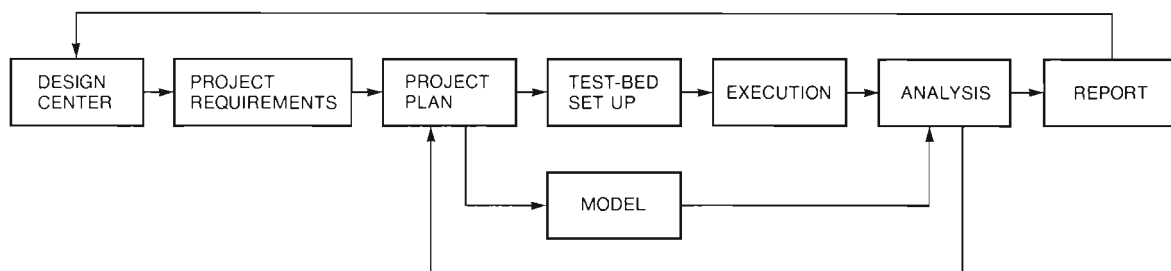 DESIGN
CENTER
PROJECT
REQUIREMENTS
PROJECT
PLAN
TEST-BED
SET UP
EXECUTION
ANALYSIS
REPORT
MODEL